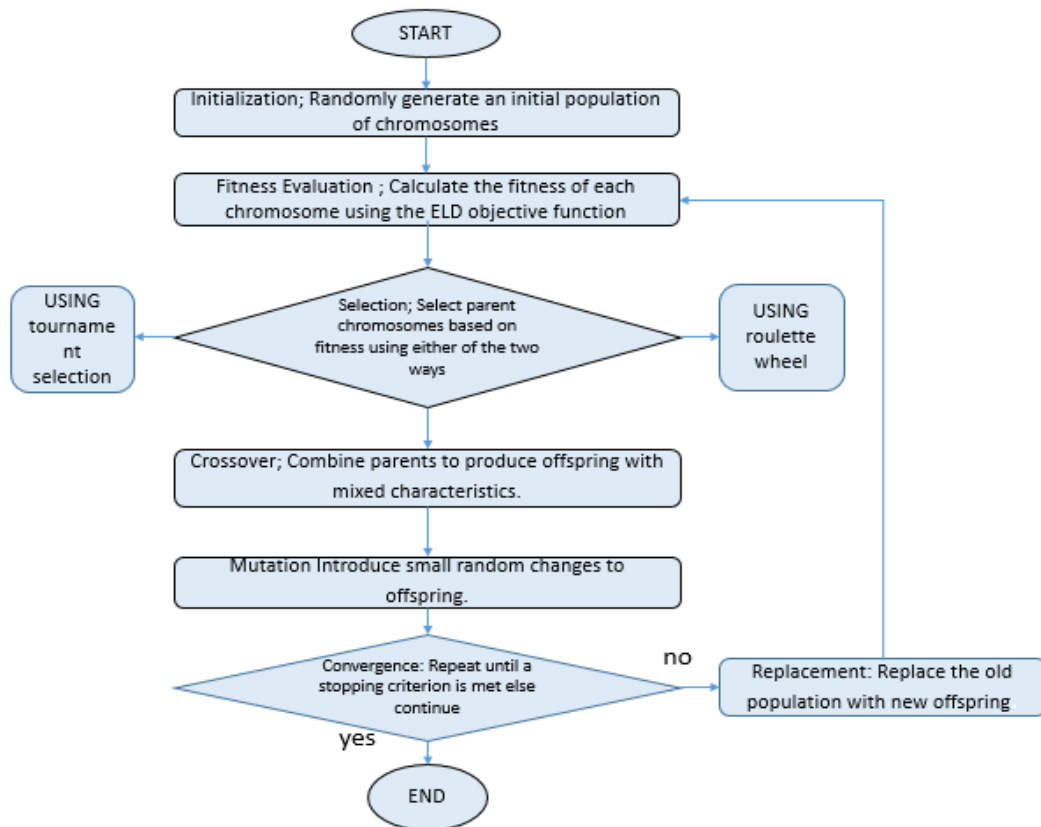 START
Initialization; Randomly generate an initial population
of chromosomes
Fitness Evaluation ; Calculate the fitness of each
chromosome using the ELD objective function
USING
tourname
nt
selection
Selection; Select parent
chromosomes based on
fitness using either of the two
ways
USING
roulette
wheel
Crossover; Combine parents to produce offspring with
mixed characteristics.
Mutation Introduce small random changes to
offspring.
Convergence: Repeat until a
stopping criterion is met else
continue
no
Replacement: Replace the old
population with new offspring.
yes
END